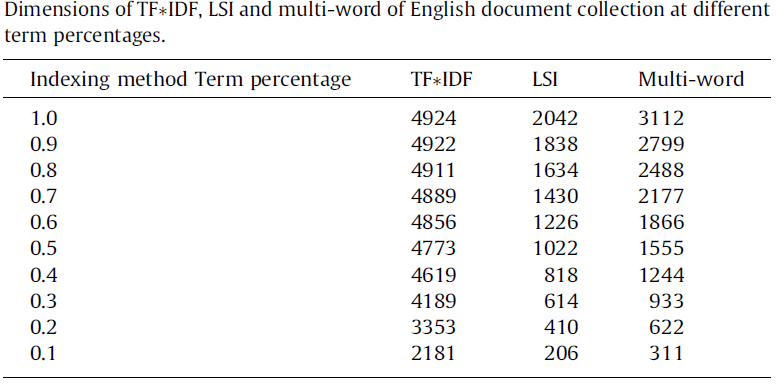 Dimensions of TF∗IDF, LSI and multi-word of English document collection at different
term percentages.
Indexing method Term percentage TF∗IDF LSI Multi-word
1.0 4924 2042 3112
0.9 4922 1838 2799
0.8 4911 1634 2488
0.7 4889 1430 2177
0.6 4856 1226 1866
0.5 4773 1022 1555
0.4 4619 818 1244
0.3 4189 614 933
0.2 3353 410 622
0.1 2181 206 311